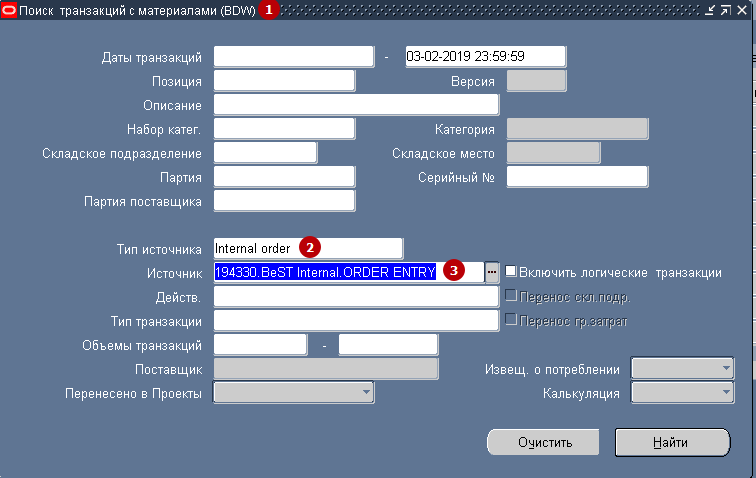 Поиск транзакций с материалами (BDW) 1
Даты транзакций - 03-02-2019 23:59:59
Позиция Версия
Описание
Набор катег. Категория
Складское подразделение Складское место
Партия Серийный №
Партия поставщика
Тип источника Internal order 2
Источник 194330.BeST Internal.ORDER ENTRY 3 ... Включить логические транзакции
Действ. Перенос скл.подр.
Тип транзакции Перенос гр.затрат
Объемы транзакций -
Поставщик Извещ. о потреблении
Перенесено в Проекты Калькуляция
Очистить Найти